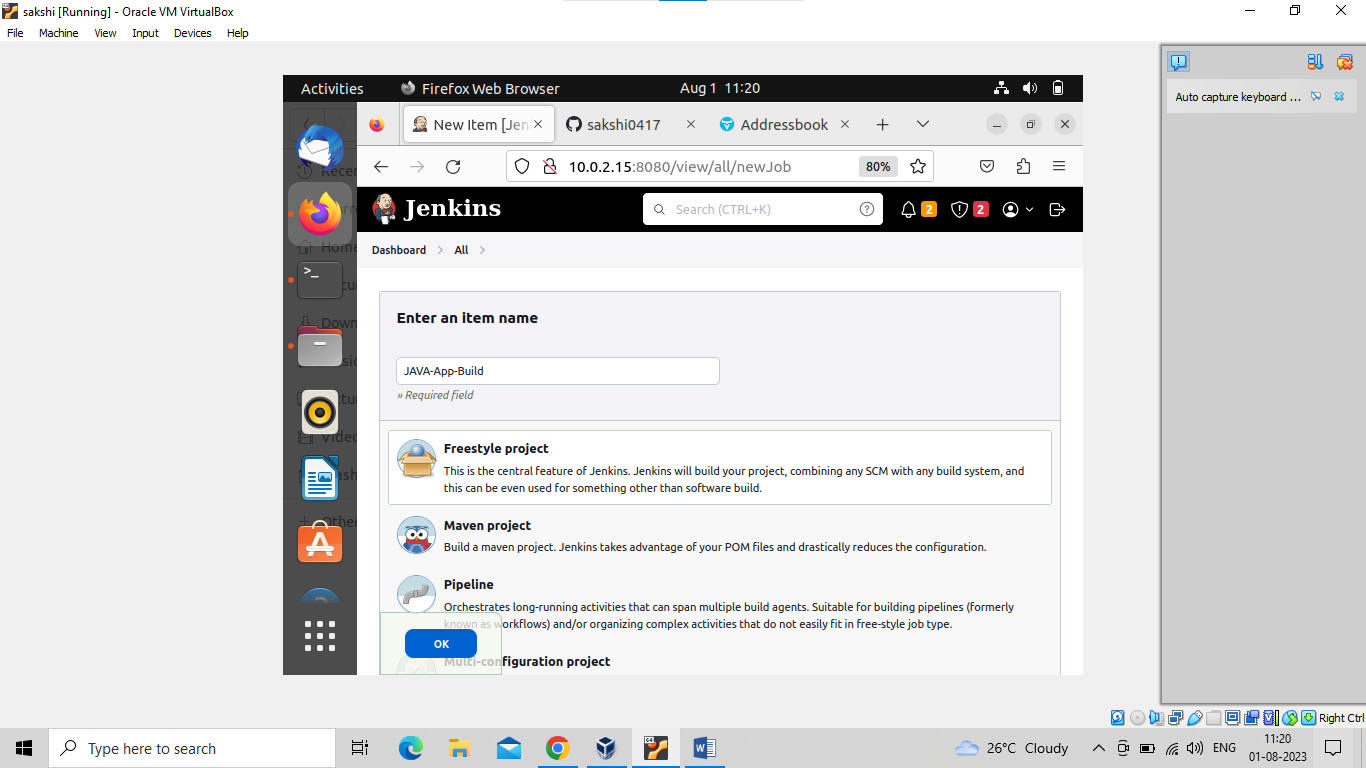 sakshi [Running] - Oracle VM VirtualBox
File Machine View Input Devices Help
Auto capture keyboard ...
Activities Firefox Web Browser Aug 1 11:20
New Item [Jen sakshi0417 Addressbook
10.0.2.15:8080/view/all/newJob 80%
Jenkins Search (CTRL+K) 2 2
Dashboard All
Enter an item name
JAVA-App-Build
» Required field
Freestyle project
This is the central feature of Jenkins. Jenkins will build your project, combining any SCM with any build system, and
this can be even used for something other than software build.
Maven project
Build a maven project. Jenkins takes advantage of your POM files and drastically reduces the configuration.
Pipeline
Orchestrates long-running activities that can span multiple build agents. Suitable for building pipelines (formerly
known as workflows) and/or organizing complex activities that do not easily fit in free-style job type.
OK
Multi-configuration project
Right Ctrl
Type here to search
26°C Cloudy
ENG
11:20
01-08-2023